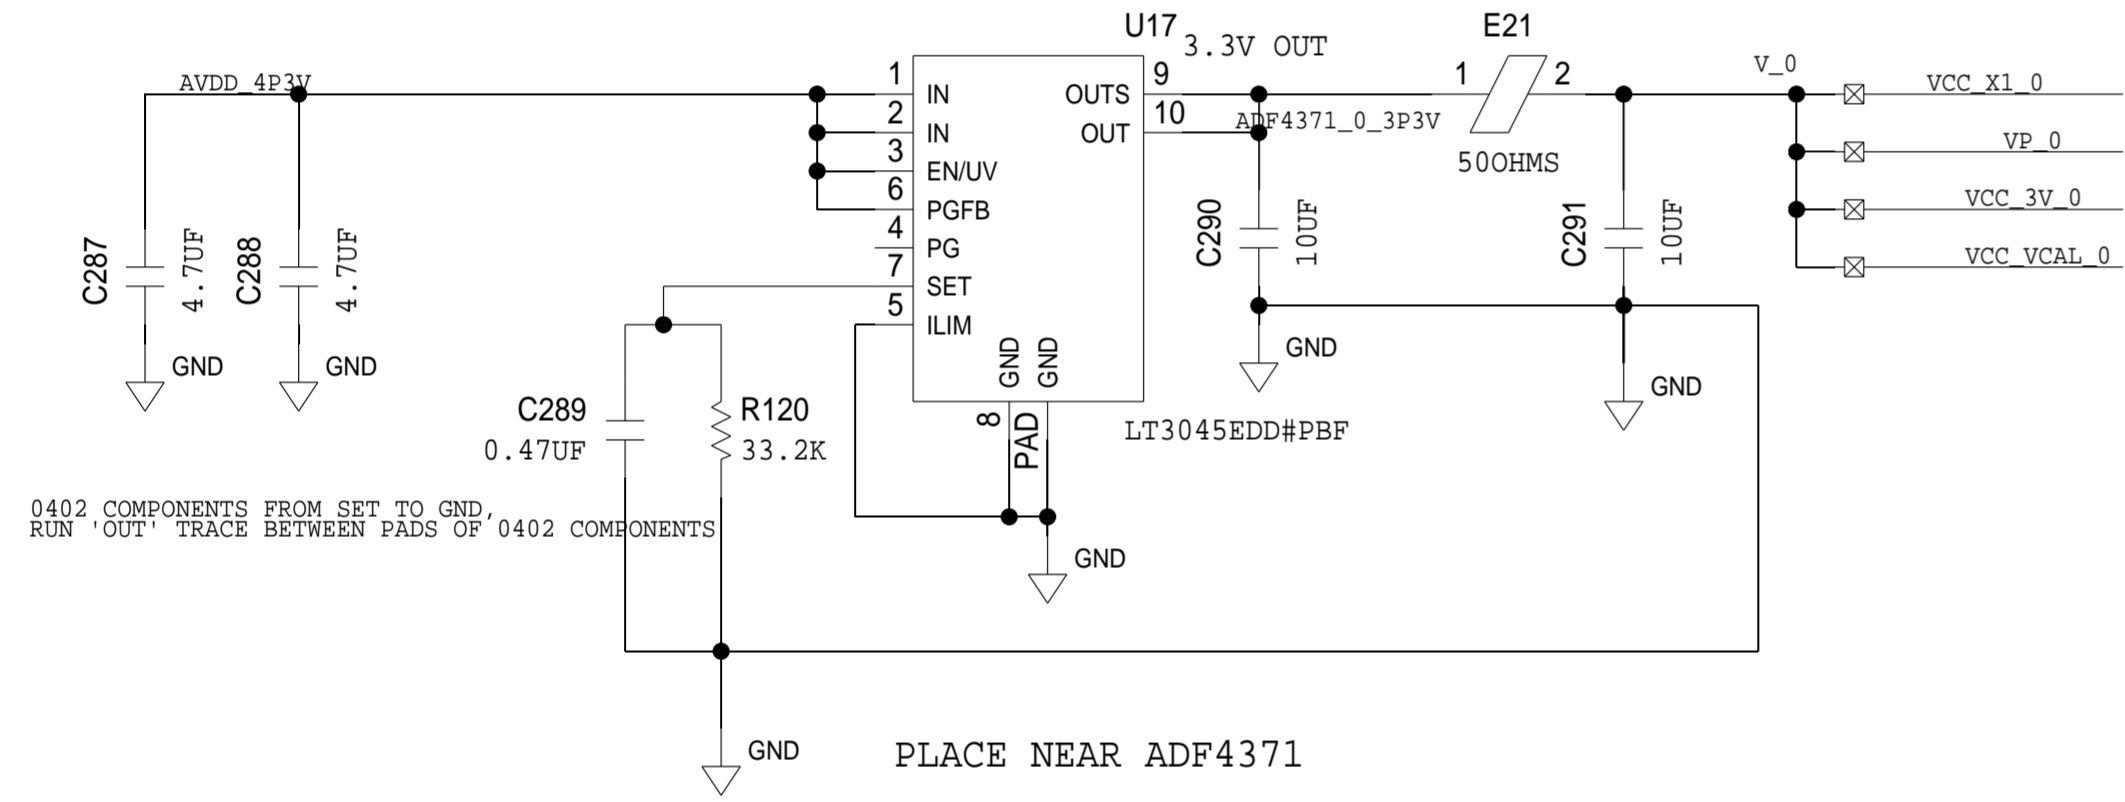 U17
3.3V OUT
E21
AVDD_4P3V
1
IN
2
IN
3
EN/UV
6
PGFB
4
PG
7
SET
5
ILIM
OUTS
9
OUT
10
GND
GND
8
PAD
ADF4371_0_3P3V
1
2
50OHMS
V_0
VCC_X1_0
VP_0
VCC_3V_0
VCC_VCAL_0
C287
4.7UF
C288
4.7UF
GND
GND
C290
10UF
C291
10UF
GND
GND
C289
0.47UF
R120
33.2K
LT3045EDD#PBF
0402 COMPONENTS FROM SET TO GND,
RUN 'OUT' TRACE BETWEEN PADS OF 0402 COMPONENTS
GND
GND
PLACE NEAR ADF4371